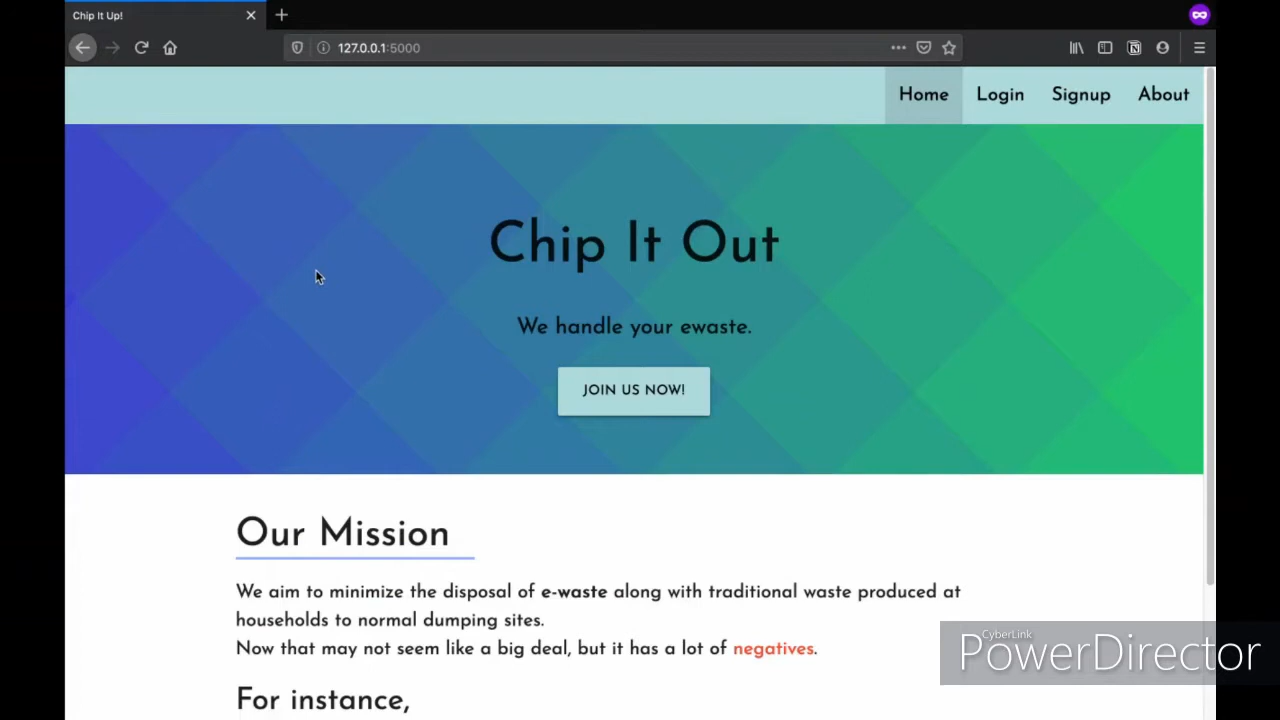 Chip It Up!
127.0.0.1:5000
Home Login Signup About
Chip It Out
We handle your ewaste.
JOIN US NOW!
Our Mission
We aim to minimize the disposal of e-waste along with traditional waste produced at
households to normal dumping sites.
Now that may not seem like a big deal, but it has a lot of negatives.
For instance,
CyberLink
PowerDirector